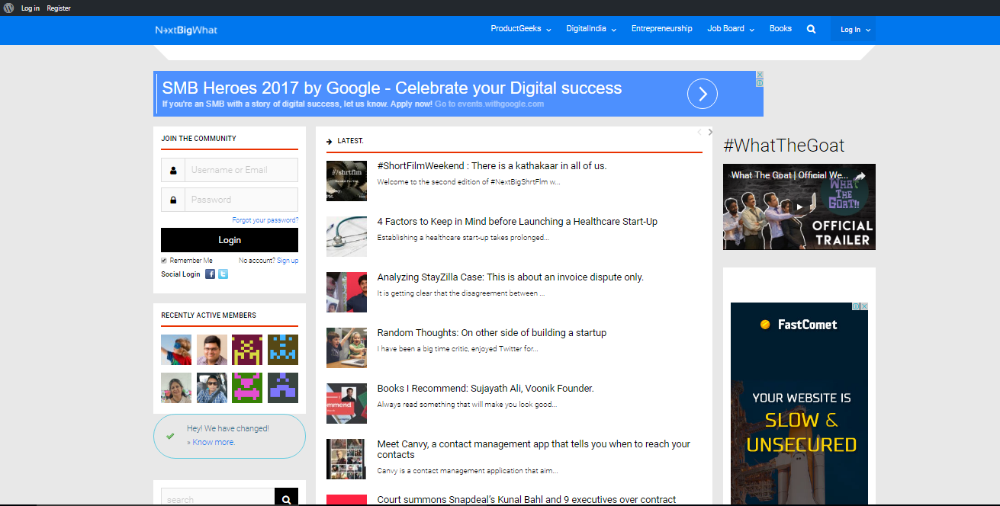 Log in Register
NextBigWhat
ProductGeeks DigitalIndia Entrepreneurship Job Board Books Log In
SMB Heroes 2017 by Google - Celebrate your Digital success
If you're an SMB with a story of digital success, let us know. Apply now! Go to events.withgoogle.com
JOIN THE COMMUNITY
Username or Email
Password
Forgot your password?
Login
Remember Me No account? Sign up
Social Login
RECENTLY ACTIVE MEMBERS
Hey! We have changed!
» Know more.
search
LATEST.
#ShortFilmWeekend : There is a kathakaar in all of us.
Welcome to the second edition of #NextBigShrtFlm w...
#/shrtflm
4 Factors to Keep in Mind before Launching a Healthcare Start-Up
Establishing a healthcare start-up takes prolonged...
Analyzing StayZilla Case: This is about an invoice dispute only.
It is getting clear that the disagreement between ...
Random Thoughts: On other side of building a startup
I have been a big time critic, enjoyed Twitter for...
Books I Recommend: Sujayath Ali, Voonik Founder.
Always read something that will make you look good...
Meet Canvy, a contact management app that tells you when to reach your
contacts
Canvy is a contact management application that aim...
Court summons Snapdeal's Kunal Bahl and 9 executives over contract
#WhatTheGoat
What The Goat | Official We...
WHAT
THE
GOAT!!
OFFICIAL
TRAILER
FastComet
YOUR WEBSITE IS
SLOW &
UNSECURED